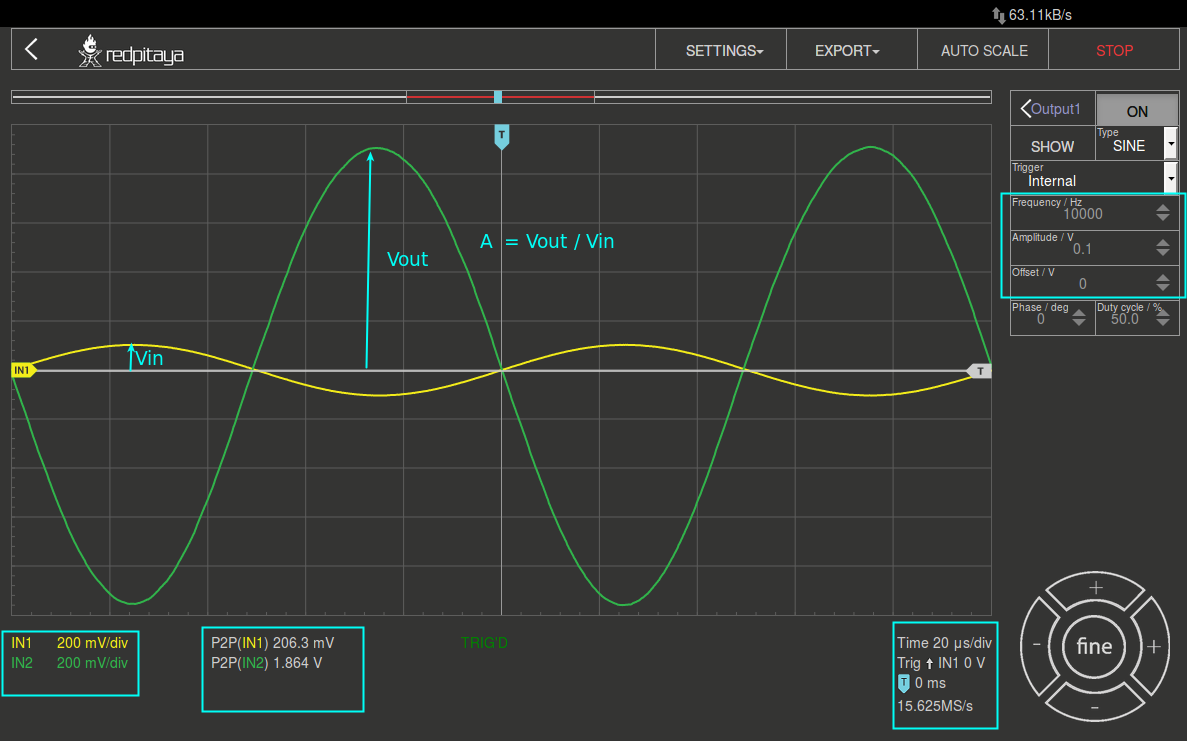 63.11kB/s
redpitaya
SETTINGS
EXPORT
AUTO SCALE
STOP
Output1
ON
SHOW
Type
SINE
Trigger
Internal
Frequency / Hz
10000
Amplitude / V
0.1
Offset / V
0
Phase / deg
0
Duty cycle / %
50.0
T
A = Vout / Vin
Vout
Vin
IN1
T
IN1 200 mV/div
IN2 200 mV/div
P2P(IN1) 206.3 mV
P2P(IN2) 1.864 V
TRIG'D
Time 20 µs/div
Trig IN1 0 V
T 0 ms
15.625MS/s
+
- fine +
-